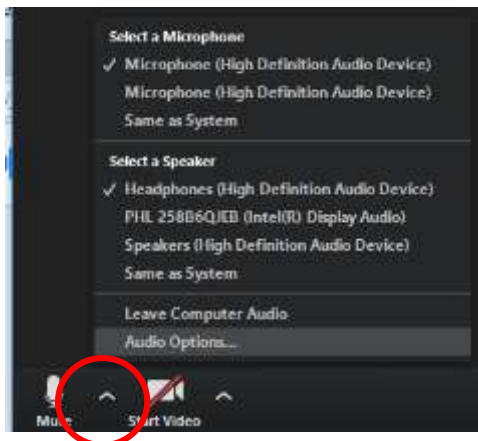 Select a Microphone
✓ Microphone (High Definition Audio Device)
Microphone (High Definition Audio Device)
Same as System
Select a Speaker
✓ Headphones (High Definition Audio Device)
PHL 258B6QJEB (Intel(R) Display Audio)
Speakers (High Definition Audio Device)
Same as System
Leave Computer Audio
Audio Options...
Mute Start Video